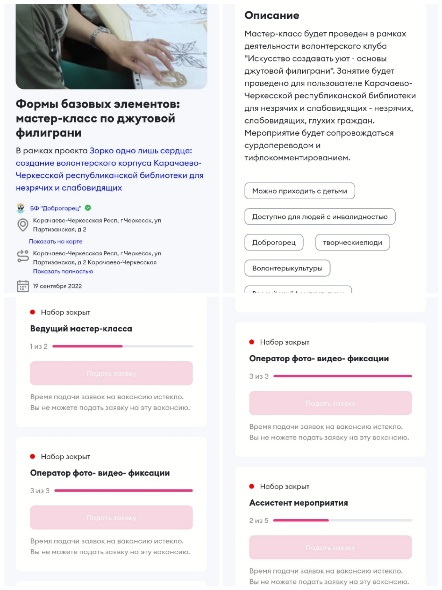 Формы базовых элементов:
мастер-класс по джутовой
филиграни
В рамках проекта Зорко одно лишь сердце:
создание волонтерского корпуса Карачаево-
Черкесской республиканской библиотеки для
незрячих и слабовидящих
БФ "Доброгорец"
Карачаево-Черкесская Респ, г Черкесск, ул
Партизанская, д 2
Показать на карте
Карачаево-Черкесская Респ, г Черкесск, ул
Партизанская, д 2 Карачаево-Черкесская
Показать полностью
19 сентября 2022
Описание
Мастер-класс будет проведен в рамках
деятельности волонтерского клуба
"Искусство создавать уют - основы
джутовой филиграни". Занятие будет
проведено для пользователе Карачаево-
Черкесской республиканской библиотеки
для незрячих и слабовидящих - незрячих,
слабовидящих, глухих граждан.
Мероприятие будет сопровождаться
сурдопереводом и
тифлокомментированием.
Можно приходить с детьми
Доступно для людей с инвалидностью
Доброгорец
творческиелюди
Волонтерыкультуры
Набор закрыт
Ведущий мастер-класса
1 из 2
Подать заявку
Время подачи заявок на вакансию истекло.
Вы не можете подать заявку на эту вакансию.
Набор закрыт
Оператор фото- видео- фиксации
3 из 3
Подать заявку
Время подачи заявок на вакансию истекло.
Вы не можете подать заявку на эту вакансию.
Набор закрыт
Оператор фото- видео- фиксации
3 из 3
Подать заявку
Время подачи заявок на вакансию истекло.
Вы не можете подать заявку на эту вакансию.
Набор закрыт
Ассистент мероприятия
2 из 5
Подать заявку
Время подачи заявок на вакансию истекло.
Вы не можете подать заявку на эту вакансию.